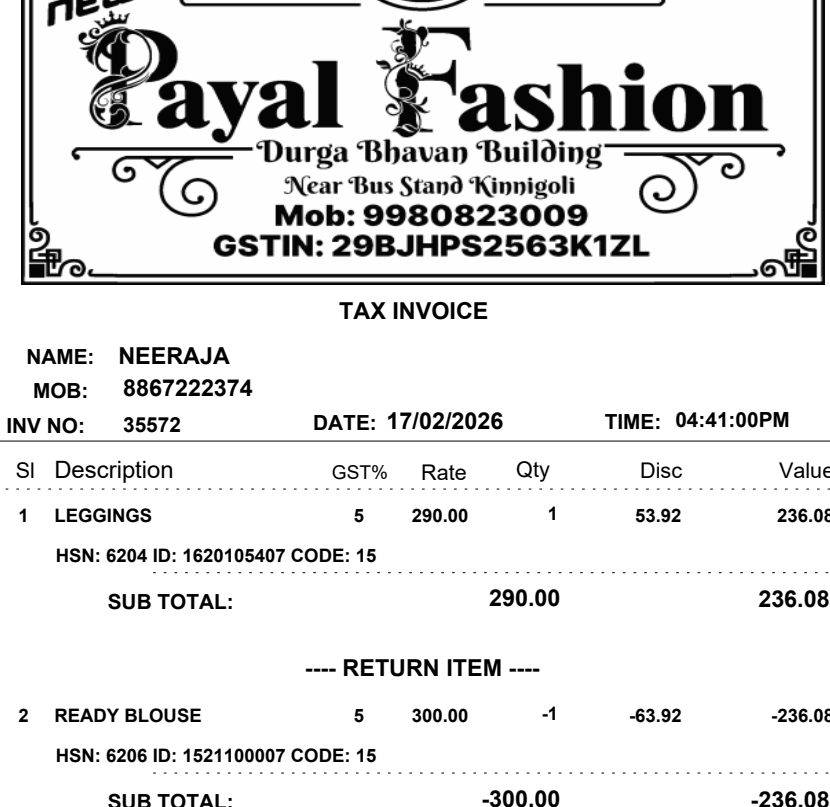 new
Payal Fashion
Durga Bhavan Building
Near Bus Stand Kinnigoli
Mob: 9980823009
GSTIN: 29BJHPS2563K1ZL
TAX INVOICE
NAME: NEERAJA
MOB: 8867222374
INV NO: 35572 DATE: 17/02/2026 TIME: 04:41:00PM
Sl Description GST% Rate Qty Disc Value
1 LEGGINGS 5 290.00 1 53.92 236.08
HSN: 6204 ID: 1620105407 CODE: 15
SUB TOTAL: 290.00 236.08
---- RETURN ITEM ----
2 READY BLOUSE 5 300.00 -1 -63.92 -236.08
HSN: 6206 ID: 1521100007 CODE: 15
SUB TOTAL: -300.00 -236.08